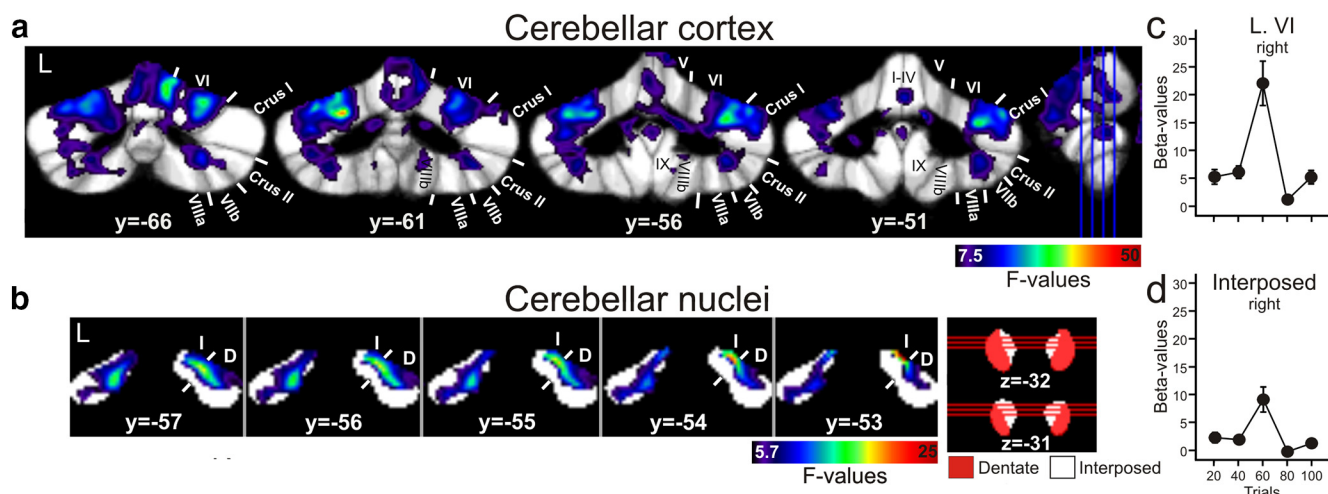 a Cerebellar cortex
L
VI
Crus I
Crus II
VIIb
VIIIa
y=-66
VI
Crus I
Crus II
VIIb
VIIIa
VIIIb
y=-61
V
VI
Crus I
Crus II
VIIb
VIIIa
VIIIb
IX
y=-56
I-IV
V
VI
Crus I
Crus II
VIIb
VIIIa
VIIIb
IX
y=-51
7.5 50
F-values
b Cerebellar nuclei
L
I
D
y=-57
I
D
y=-56
I
D
y=-55
I
D
y=-54
I
D
y=-53
5.7 25
F-values
z=-32
z=-31
Dentate Interposed
c L. VI
right
Beta-values
30
25
20
15
10
5
0
d Interposed
right
Beta-values
30
25
20
15
10
5
0
20 40 60 80 100
Trials